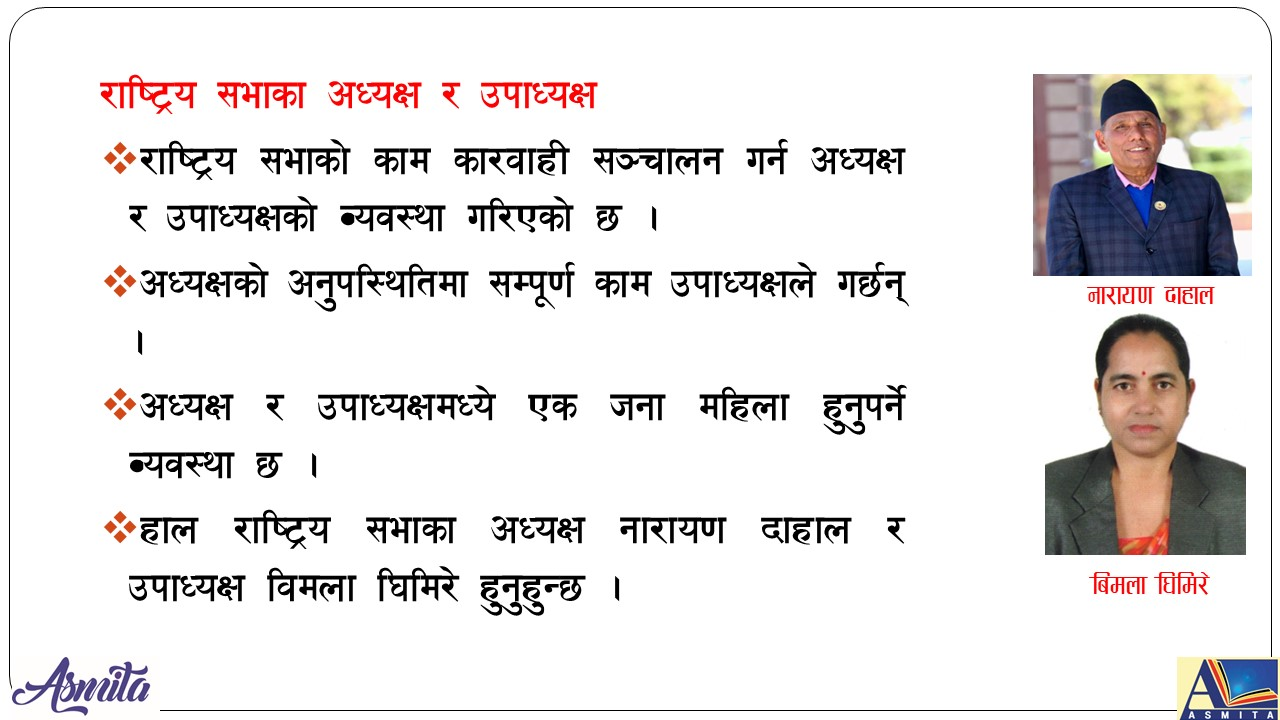 राष्ट्रिय सभाका अध्यक्ष र उपाध्यक्ष
❖राष्ट्रिय सभाको काम कारवाही सञ्चालन गर्न अध्यक्ष
र उपाध्यक्षको ब्यवस्था गरिएको छ ।
❖अध्यक्षको अनुपस्थितिमा सम्पूर्ण काम उपाध्यक्षले गर्छन्
।
❖अध्यक्ष र उपाध्यक्षमध्ये एक जना महिला हुनुपर्ने
ब्यवस्था छ ।
❖हाल राष्ट्रिय सभाका अध्यक्ष नारायण दाहाल र
उपाध्यक्ष विमला घिमिरे हुनुहुन्छ ।
नारायण दाहाल
बिमला घिमिरे
Asmita
ASMITA